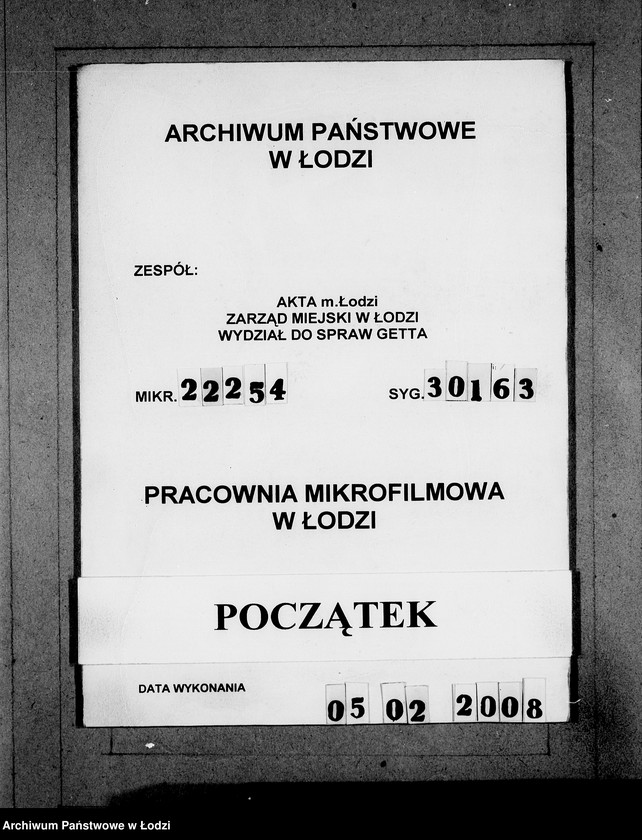 ARCHIWUM PAŃSTWOWE
W ŁODZI
ZESPÓŁ:
AKTA m.Łodzi
ZARZĄD MIEJSKI W ŁODZI
WYDZIAŁ DO SPRAW GETTA
MIKR. 22254 SYG. 30163
PRACOWNIA MIKROFILMOWA
W ŁODZI
POCZĄTEK
DATA WYKONANIA 05 02 2008
Archiwum Państwowe w Łodzi